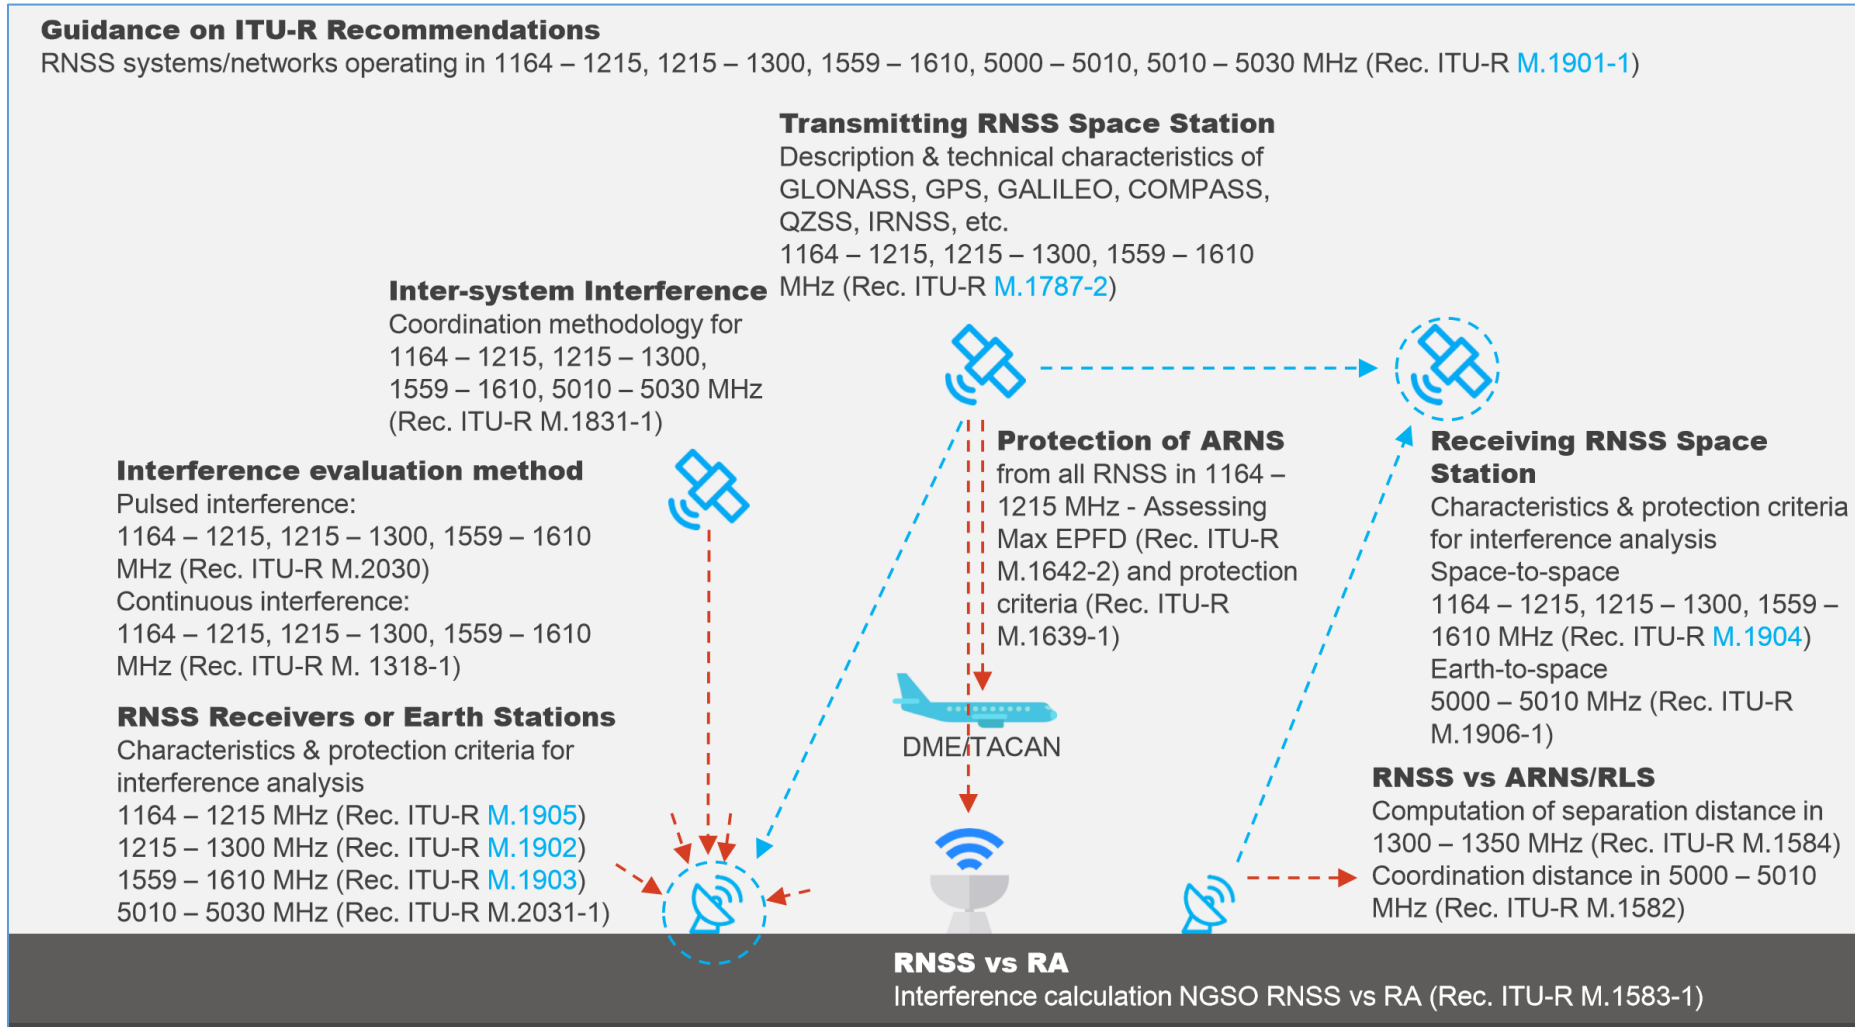 Guidance on ITU-R Recommendations
RNSS systems/networks operating in 1164 – 1215, 1215 – 1300, 1559 – 1610, 5000 – 5010, 5010 – 5030 MHz (Rec. ITU-R M.1901-1)
Transmitting RNSS Space Station
Description & technical characteristics of
GLONASS, GPS, GALILEO, COMPASS,
QZSS, IRNSS, etc.
1164 – 1215, 1215 – 1300, 1559 – 1610
MHz (Rec. ITU-R M.1787-2)
Inter-system Interference
Coordination methodology for
1164 – 1215, 1215 – 1300,
1559 – 1610, 5010 – 5030 MHz
(Rec. ITU-R M.1831-1)
Interference evaluation method
Pulsed interference:
1164 – 1215, 1215 – 1300, 1559 – 1610
MHz (Rec. ITU-R M.2030)
Continuous interference:
1164 – 1215, 1215 – 1300, 1559 – 1610
MHz (Rec. ITU-R M. 1318-1)
RNSS Receivers or Earth Stations
Characteristics & protection criteria for
interference analysis
1164 – 1215 MHz (Rec. ITU-R M.1905)
1215 – 1300 MHz (Rec. ITU-R M.1902)
1559 – 1610 MHz (Rec. ITU-R M.1903)
5010 – 5030 MHz (Rec. ITU-R M.2031-1)
Protection of ARNS
from all RNSS in 1164 –
1215 MHz - Assessing
Max EPFD (Rec. ITU-R
M.1642-2) and protection
criteria (Rec. ITU-R
M.1639-1)
DME/TACAN
Receiving RNSS Space
Station
Characteristics & protection criteria
for interference analysis
Space-to-space
1164 – 1215, 1215 – 1300, 1559 –
1610 MHz (Rec. ITU-R M.1904)
Earth-to-space
5000 – 5010 MHz (Rec. ITU-R
M.1906-1)
RNSS vs ARNS/RLS
Computation of separation distance in
1300 – 1350 MHz (Rec. ITU-R M.1584)
Coordination distance in 5000 – 5010
MHz (Rec. ITU-R M.1582)
RNSS vs RA
Interference calculation NGSO RNSS vs RA (Rec. ITU-R M.1583-1)